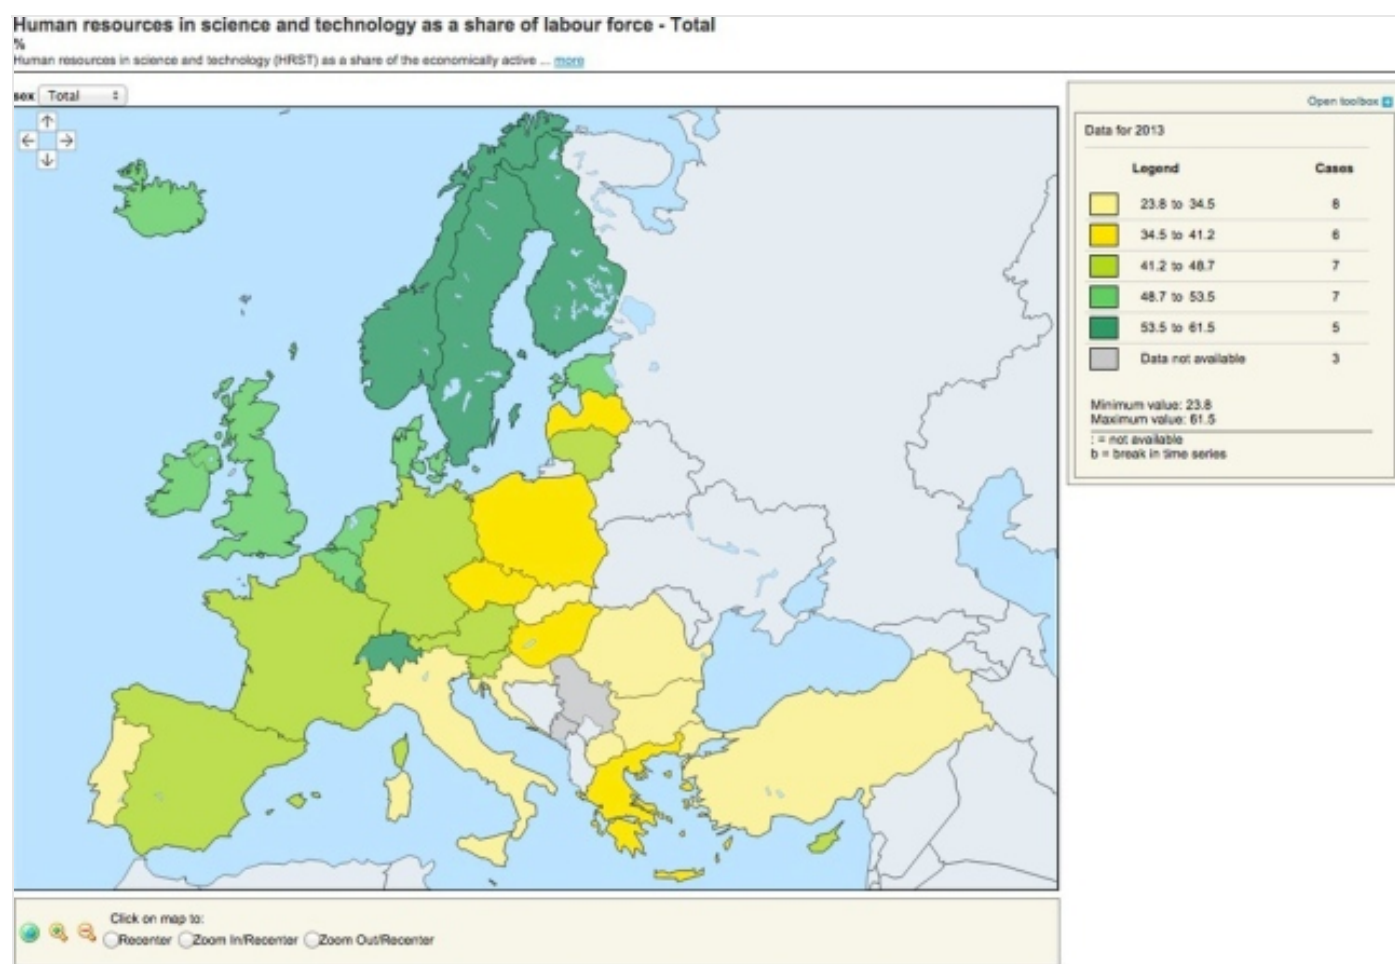 Human resources in science and technology as a share of labour force - Total
%
Human resources in science and technology (HRST) as a share of the economically active ... more
sex Total
Open toolbox
Data for 2013
Legend Cases
23.8 to 34.5 8
34.5 to 41.2 6
41.2 to 48.7 7
48.7 to 53.5 7
53.5 to 61.5 5
Data not available 3
Minimum value: 23.8
Maximum value: 61.5
: = not available
b = break in time series
Click on map to:
Recenter Zoom In/Recenter Zoom Out/Recenter